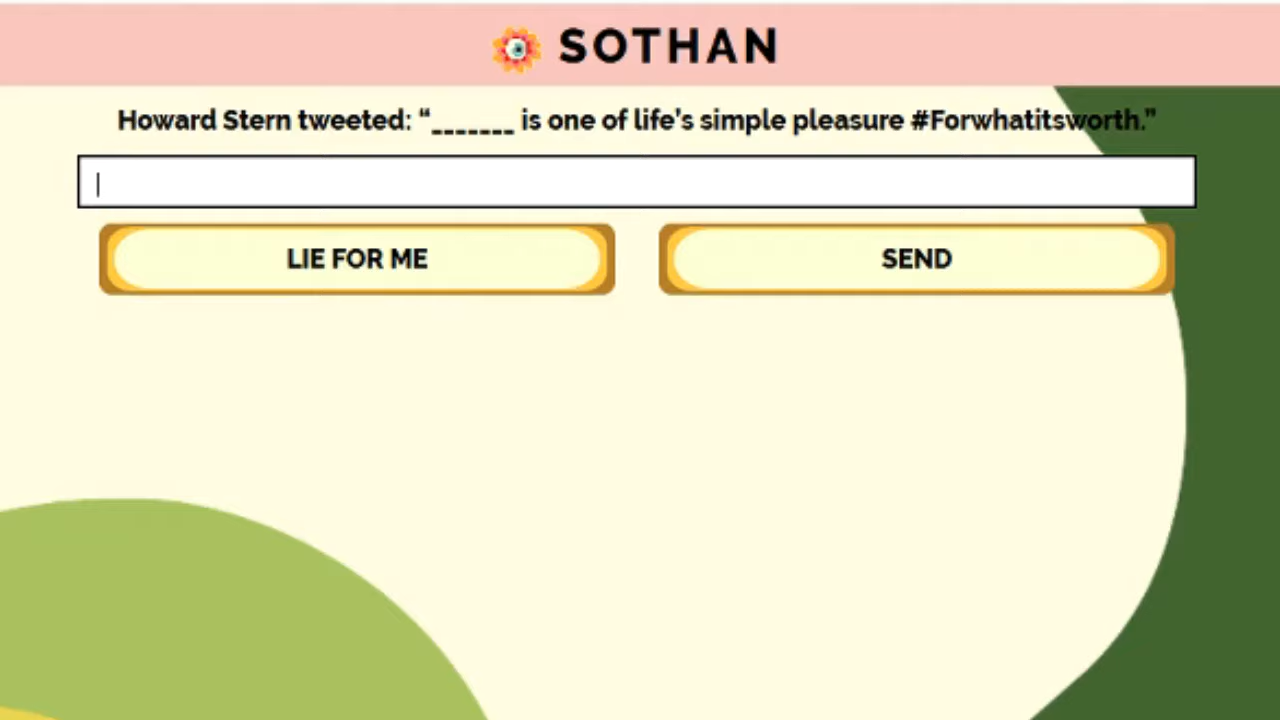 SOTHAN
Howard Stern tweeted: “_______ is one of life's simple pleasure #Forwhatitsworth.”
LIE FOR ME
SEND